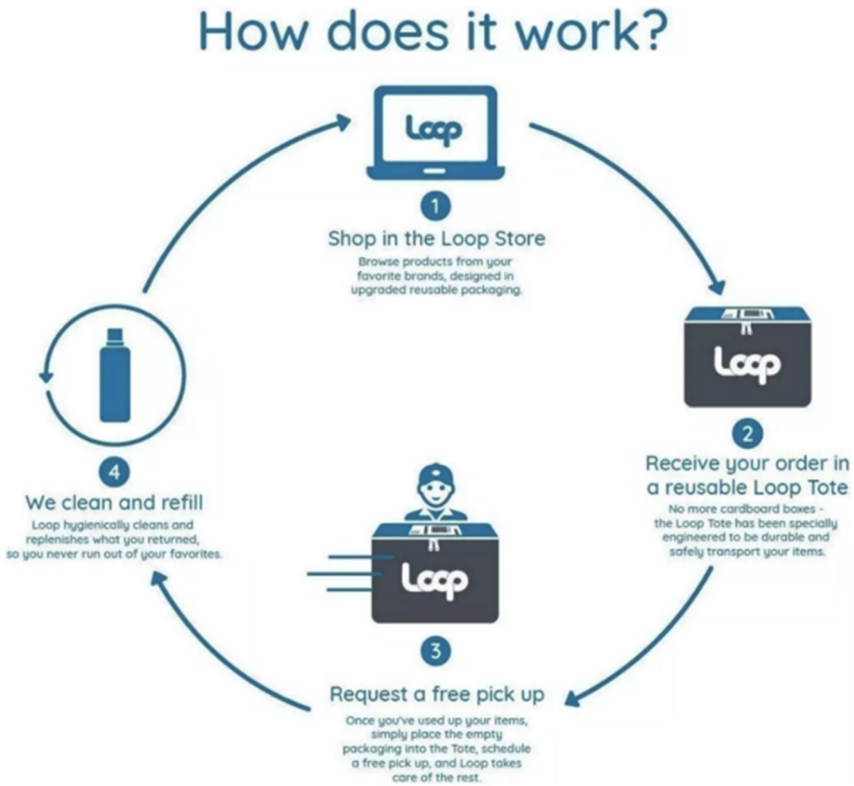 How does it work?
Loop
1
Shop in the Loop Store
Browse products from your
favorite brands, designed in
upgraded reusable packaging.
Loop
2
Receive your order in
a reusable Loop Tote
No more cardboard boxes -
the Loop Tote has been specially
engineered to be durable and
safely transport your items.
Loop
3
Request a free pick up
Once you've used up your items,
simply place the empty
packaging into the Tote, schedule
a free pick up, and Loop takes
care of the rest.
4
We clean and refill
Loop hygienically cleans and
replenishes what you returned,
so you never run out of your favorites.